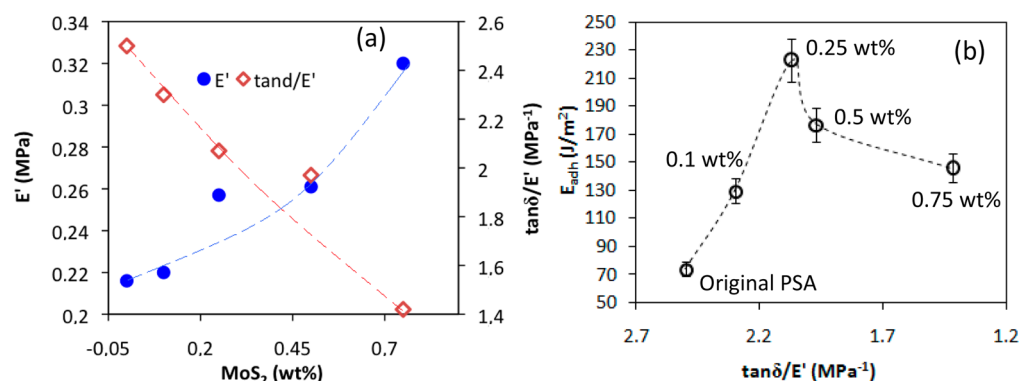 (a)
E' tand/E'
E' (MPa)
0.34
0.32
0.3
0.28
0.26
0.24
0.22
0.2
2.6
2.4
2.2
2
1.8
1.6
1.4
tanδ/E' (MPa⁻¹)
-0.05 0.2 0.45 0.7
MoS₂ (wt%)
(b)
E_adh (J/m²)
250
230
210
190
170
150
130
110
90
70
50
0.25 wt%
0.5 wt%
0.1 wt%
0.75 wt%
Original PSA
2.7 2.2 1.7 1.2
tanδ/E' (MPa⁻¹)